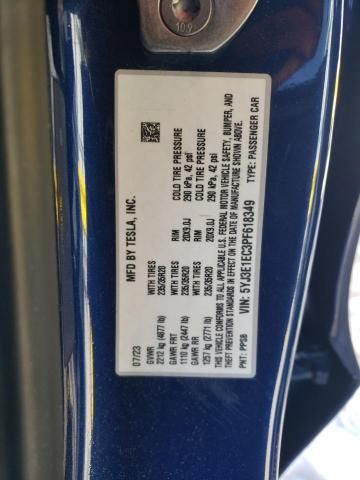 10.9
MFD BY TESLA, INC.
07/23
GVWR WITH TIRES RIM COLD TIRE PRESSURE
2212 kg (4877 lb) 235/35R20 20X9.0J 290 kPa, 42 psi
GAWR FRT WITH TIRES RIM COLD TIRE PRESSURE
1110 kg (2447 lb) 235/35R20 20X9.0J 290 kPa, 42 psi
GAWR RR
1257 kg (2771 lb)
THIS VEHICLE CONFORMS TO ALL APPLICABLE U.S. FEDERAL MOTOR VEHICLE SAFETY, BUMPER, AND
THEFT PREVENTION STANDARDS IN EFFECT ON THE DATE OF MANUFACTURE SHOWN ABOVE.
PNT: PPSB VIN: 5YJ3E1EC3PF618349 TYPE: PASSENGER CAR